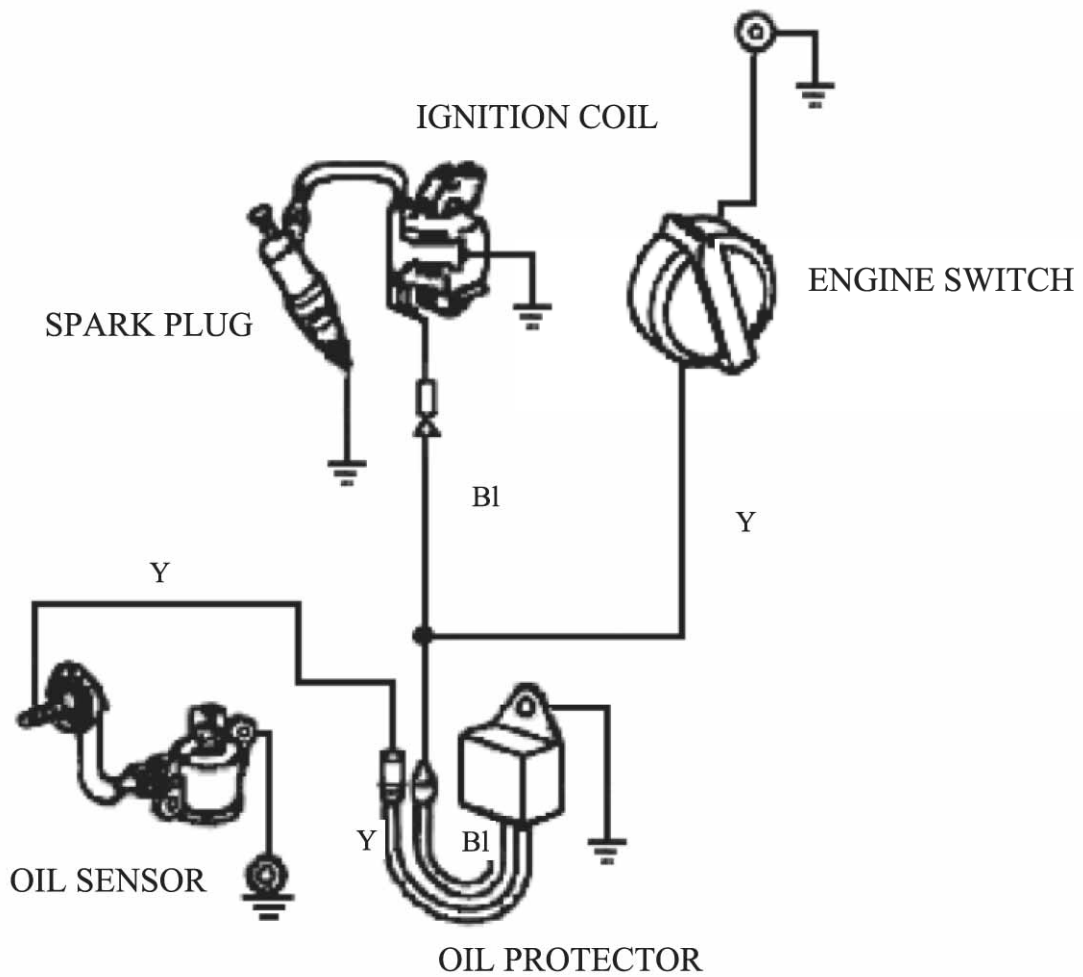 IGNITION COIL
ENGINE SWITCH
SPARK PLUG
Bl
Y
Y
Y
Bl
OIL SENSOR
OIL PROTECTOR